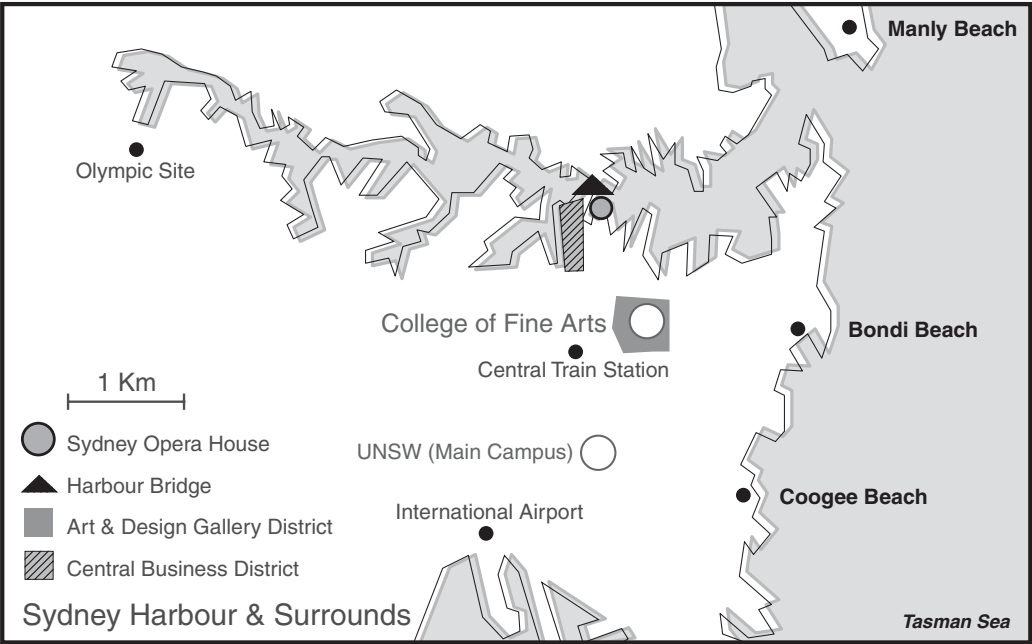 Manly Beach
Olympic Site
College of Fine Arts
Bondi Beach
Central Train Station
1 Km
Sydney Opera House
UNSW (Main Campus)
Harbour Bridge
Coogee Beach
International Airport
Art & Design Gallery District
Central Business District
Sydney Harbour & Surrounds
Tasman Sea